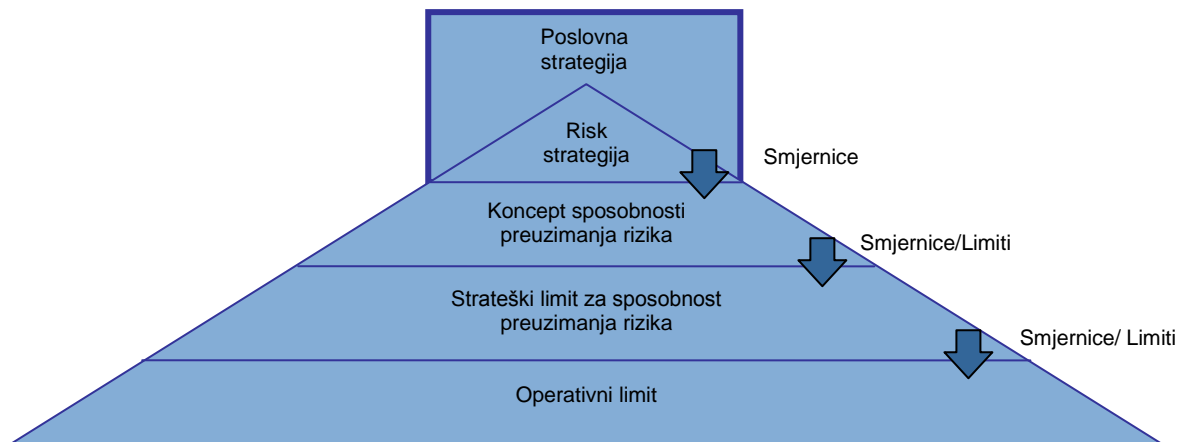 Poslovna
strategija
Risk
strategija
Smjernice
Koncept sposobnosti
preuzimanja rizika
Smjernice/Limiti
Strateški limit za sposobnost
preuzimanja rizika
Smjernice/ Limiti
Operativni limit